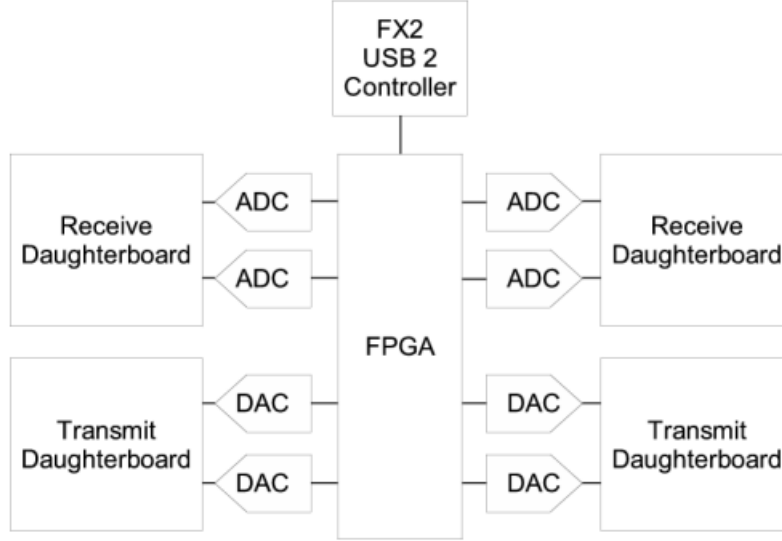 FX2
USB 2
Controller
Receive
Daughterboard
ADC
ADC
FPGA
ADC
ADC
Receive
Daughterboard
Transmit
Daughterboard
DAC
DAC
DAC
DAC
Transmit
Daughterboard